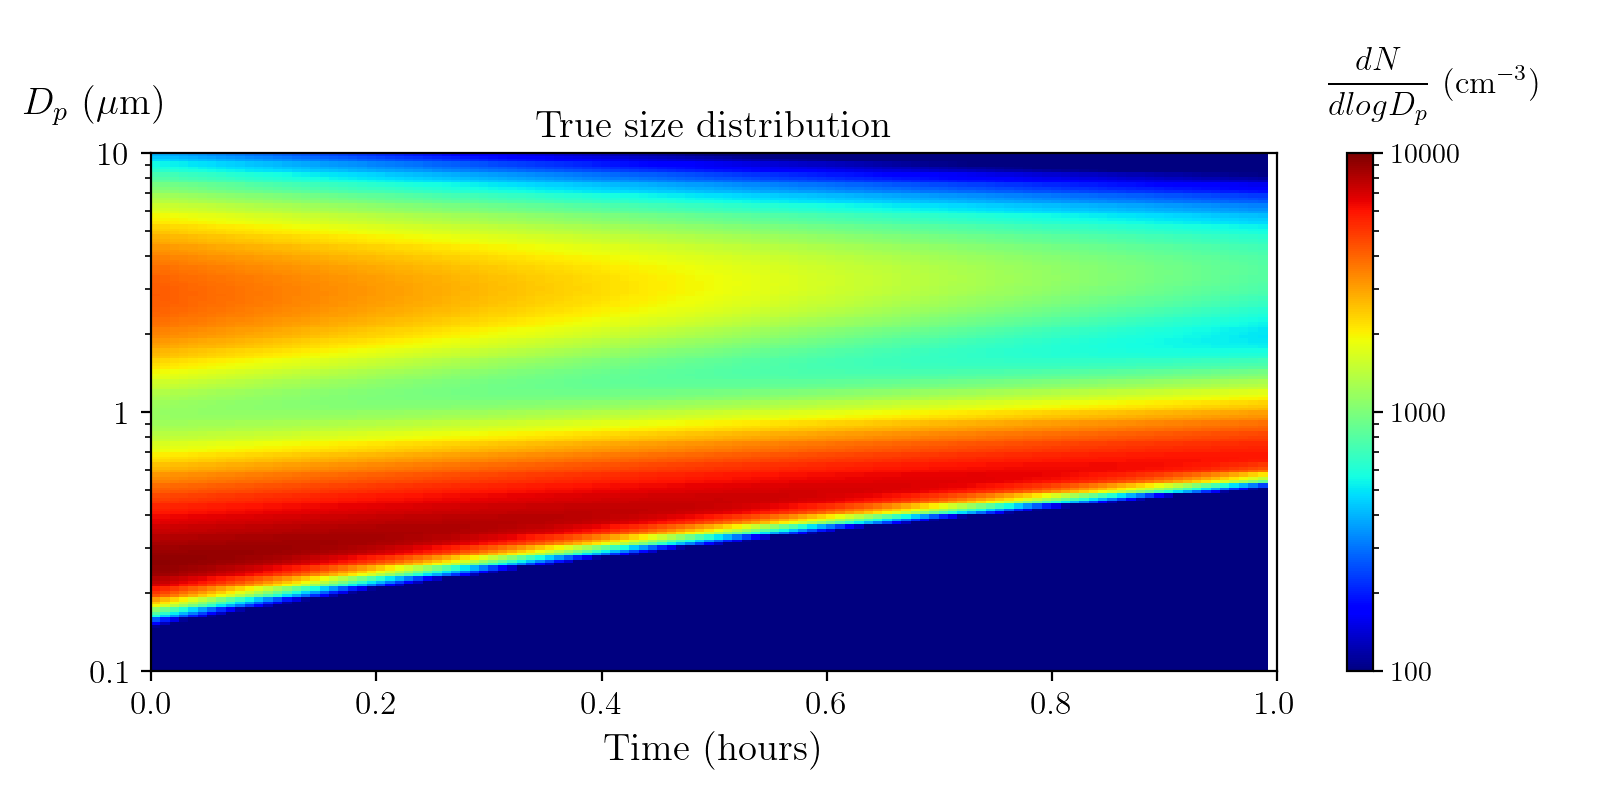 dN
dlogD_p (cm^−3)
D_p (μm)
True size distribution
10
1
0.1
0.0 0.2 0.4 0.6 0.8 1.0
Time (hours)
10000
1000
100